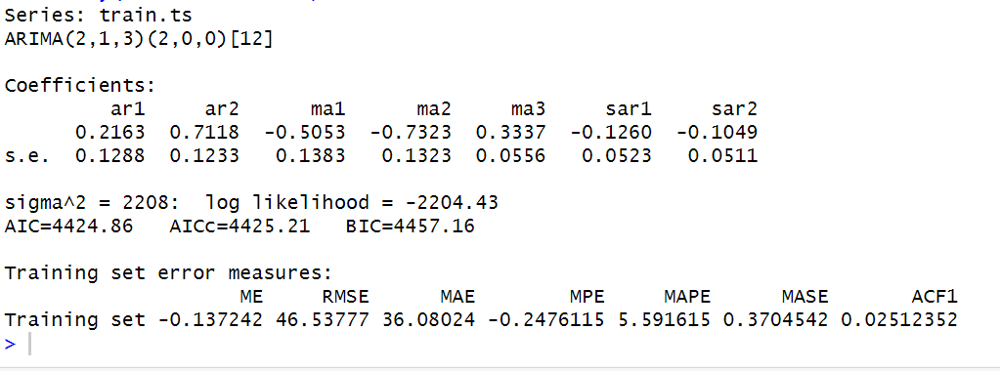 Series: train.ts
ARIMA(2,1,3)(2,0,0)[12]
Coefficients:
ar1 ar2 ma1 ma2 ma3 sar1 sar2
0.2163 0.7118 -0.5053 -0.7323 0.3337 -0.1260 -0.1049
s.e. 0.1288 0.1233 0.1383 0.1323 0.0556 0.0523 0.0511
sigma^2 = 2208: log likelihood = -2204.43
AIC=4424.86 AICc=4425.21 BIC=4457.16
Training set error measures:
ME RMSE MAE MPE MAPE MASE ACF1
Training set -0.137242 46.53777 36.08024 -0.2476115 5.591615 0.3704542 0.02512352
>